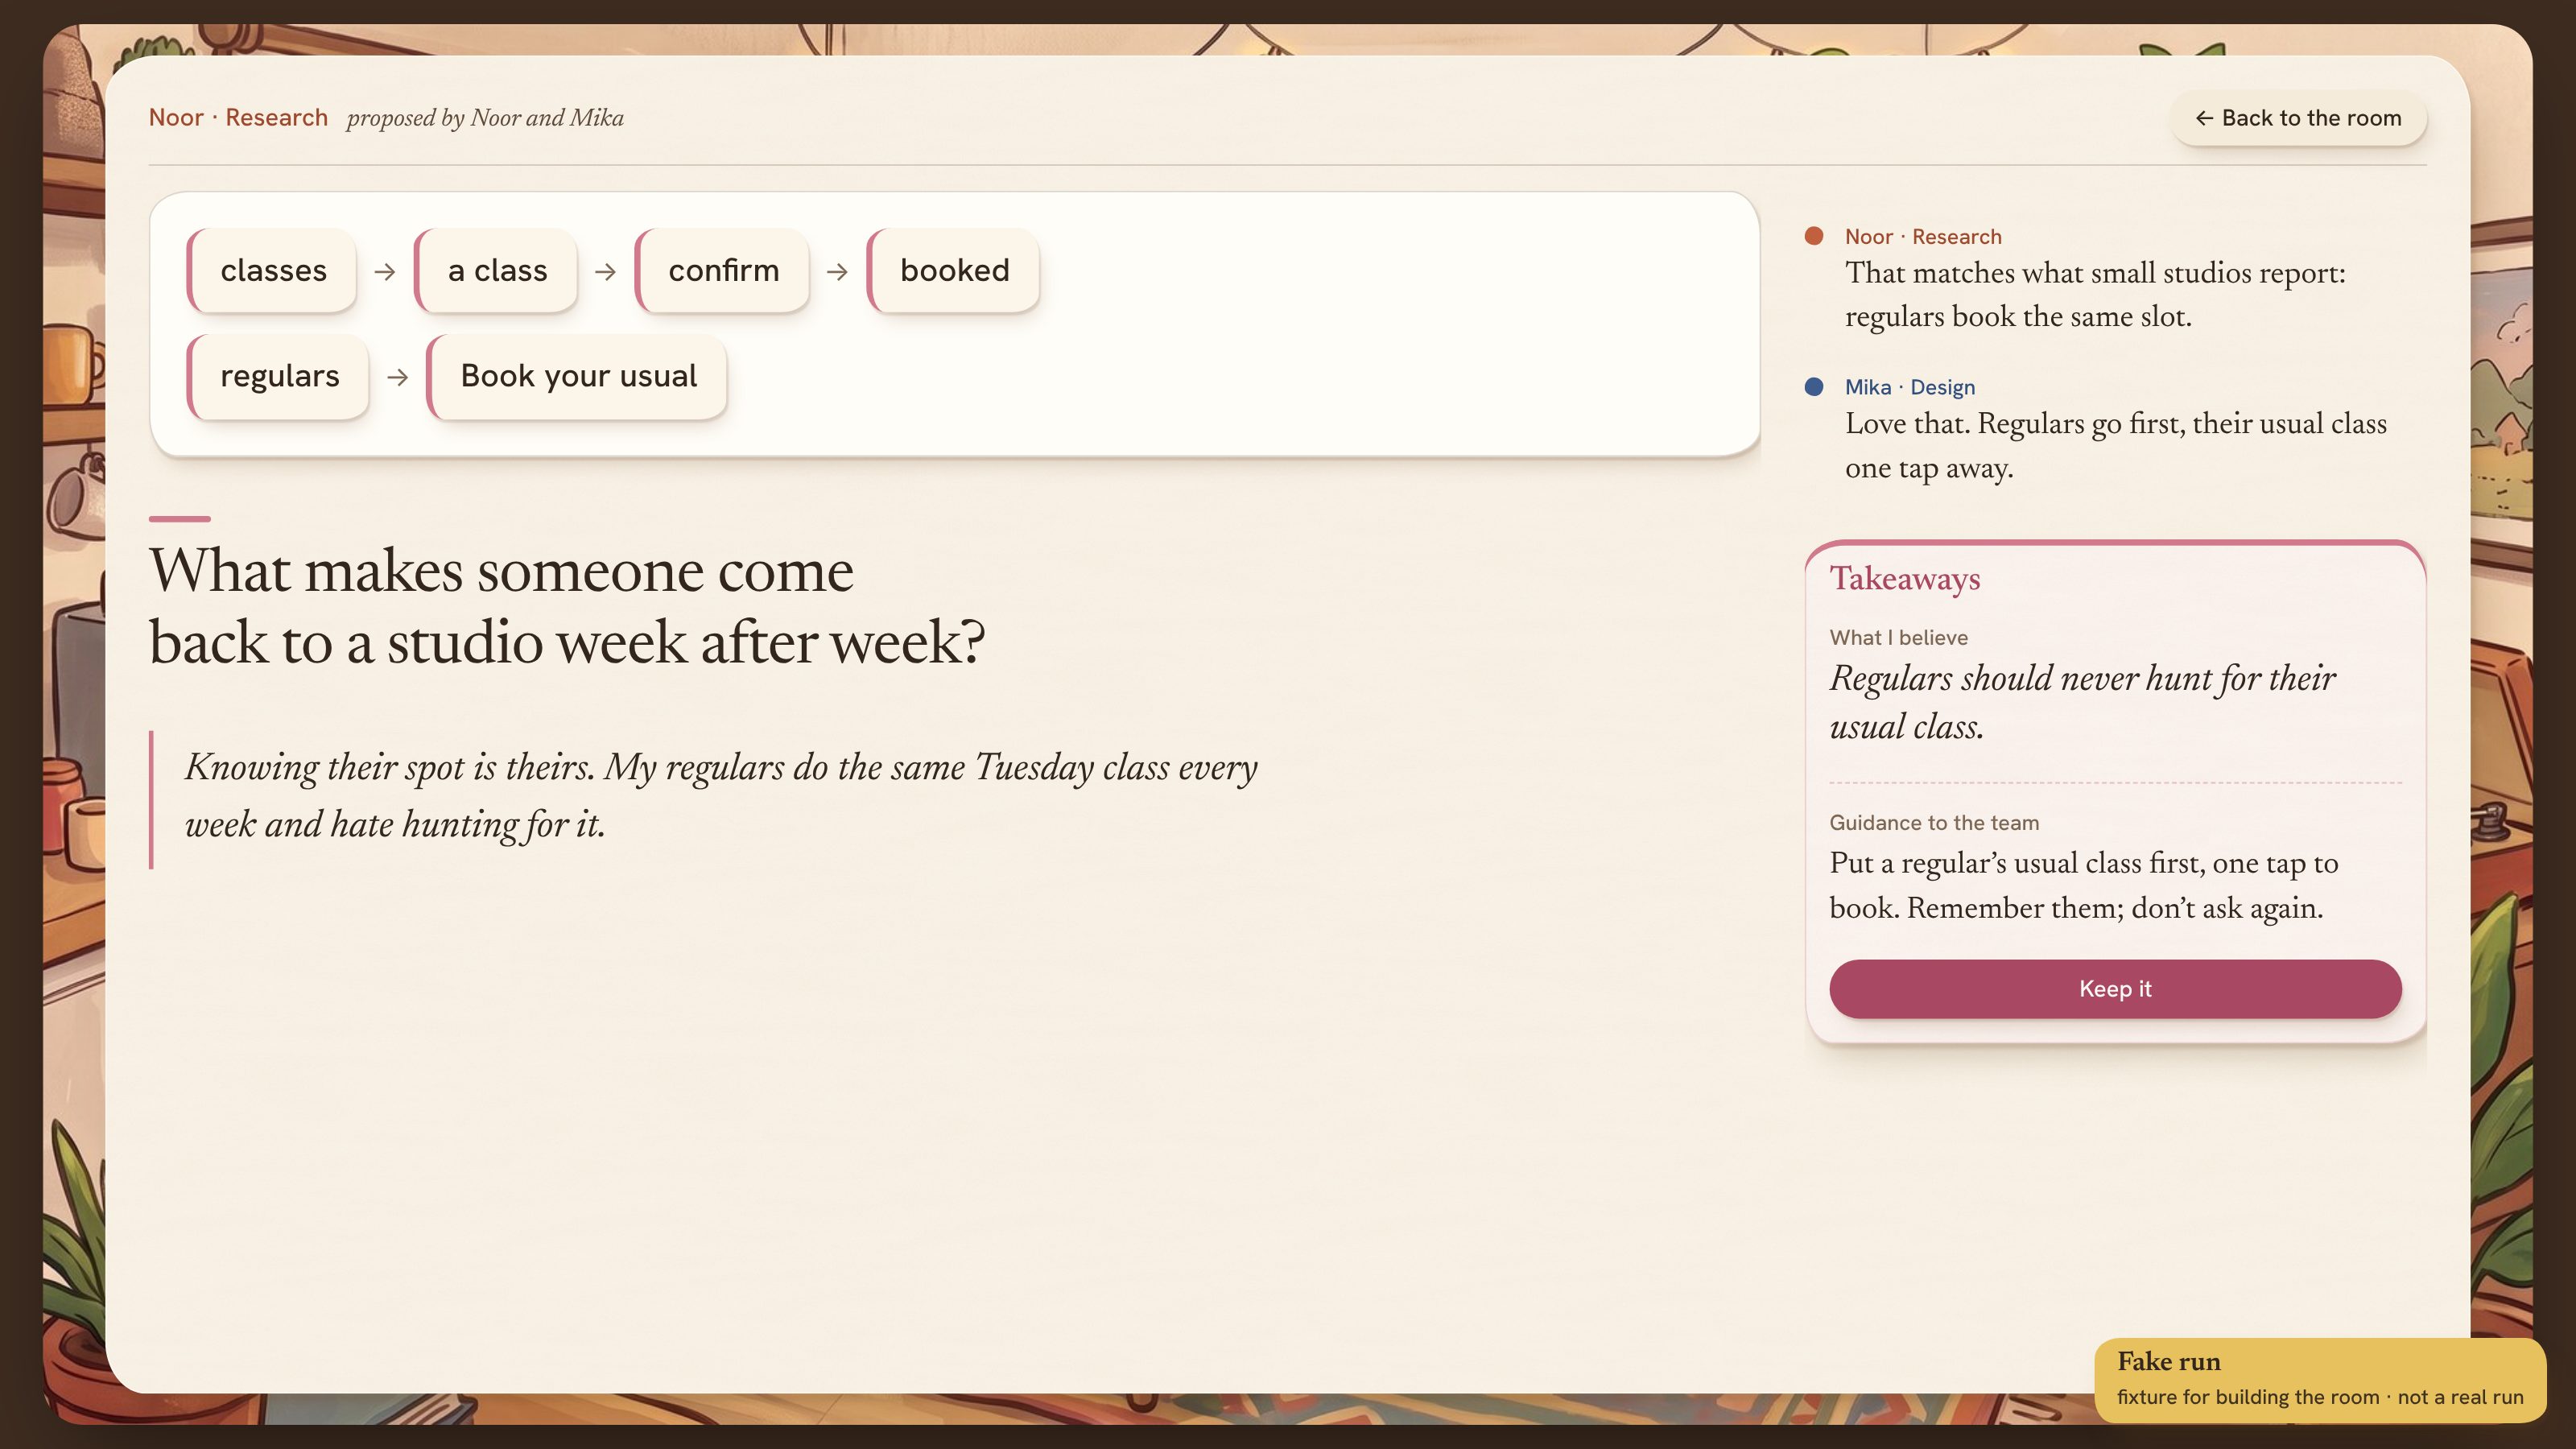 Noor · Research proposed by Noor and Mika
← Back to the room
classes → a class → confirm → booked
regulars → Book your usual
What makes someone come
back to a studio week after week?
Knowing their spot is theirs. My regulars do the same Tuesday class every
week and hate hunting for it.
Noor · Research
That matches what small studios report:
regulars book the same slot.
Mika · Design
Love that. Regulars go first, their usual class
one tap away.
Takeaways
What I believe
Regulars should never hunt for their
usual class.
Guidance to the team
Put a regular’s usual class first, one tap to
book. Remember them; don’t ask again.
Keep it
Fake run
fixture for building the room · not a real run